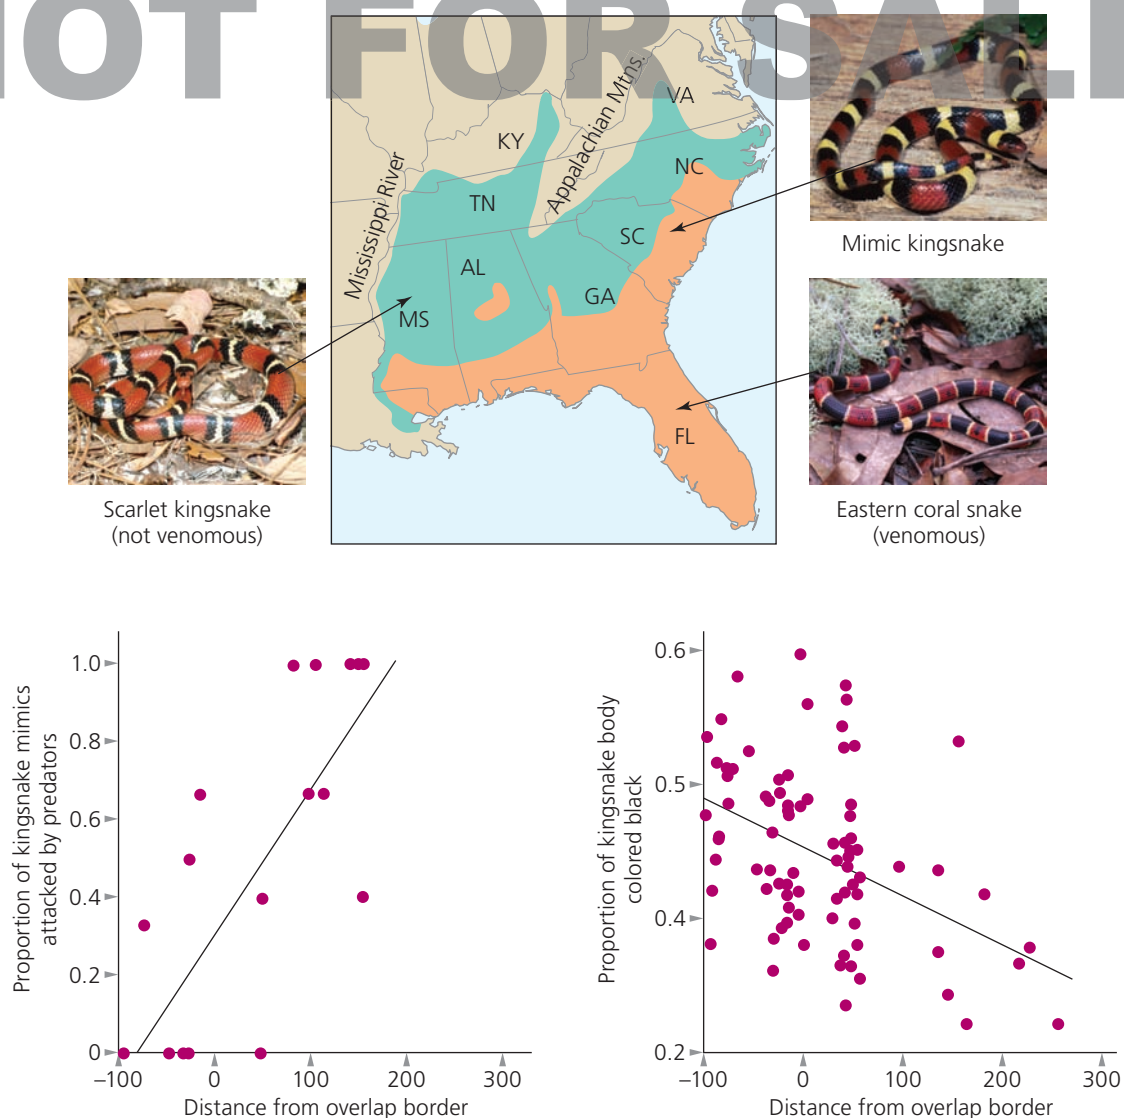 NOT FOR SALE
VA
KY
Appalachian Mtns.
NC
Mississippi River
TN
SC
AL
GA
MS
FL
Mimic kingsnake
Scarlet kingsnake
(not venomous)
Eastern coral snake
(venomous)
Proportion of kingsnake mimics
attacked by predators
1.0
0.8
0.6
0.4
0.2
0
–100
0
100
200
300
Distance from overlap border
Proportion of kingsnake body
colored black
0.6
0.5
0.4
0.2
–100
0
100
200
300
Distance from overlap border